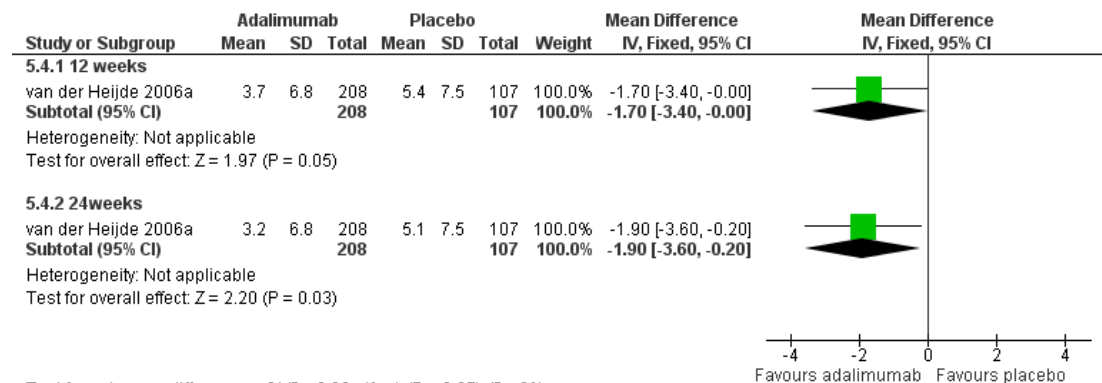 Adalimumab Placebo Mean Difference Mean Difference
Study or Subgroup Mean SD Total Mean SD Total Weight IV, Fixed, 95% CI IV, Fixed, 95% CI
5.4.1 12 weeks
van der Heijde 2006a 3.7 6.8 208 5.4 7.5 107 100.0% -1.70 [-3.40, -0.00]
Subtotal (95% CI) 208 107 100.0% -1.70 [-3.40, -0.00]
Heterogeneity: Not applicable
Test for overall effect: Z = 1.97 (P = 0.05)
5.4.2 24weeks
van der Heijde 2006a 3.2 6.8 208 5.1 7.5 107 100.0% -1.90 [-3.60, -0.20]
Subtotal (95% CI) 208 107 100.0% -1.90 [-3.60, -0.20]
Heterogeneity: Not applicable
Test for overall effect: Z = 2.20 (P = 0.03)
-4 -2 0 2 4
Favours adalimumab Favours placebo